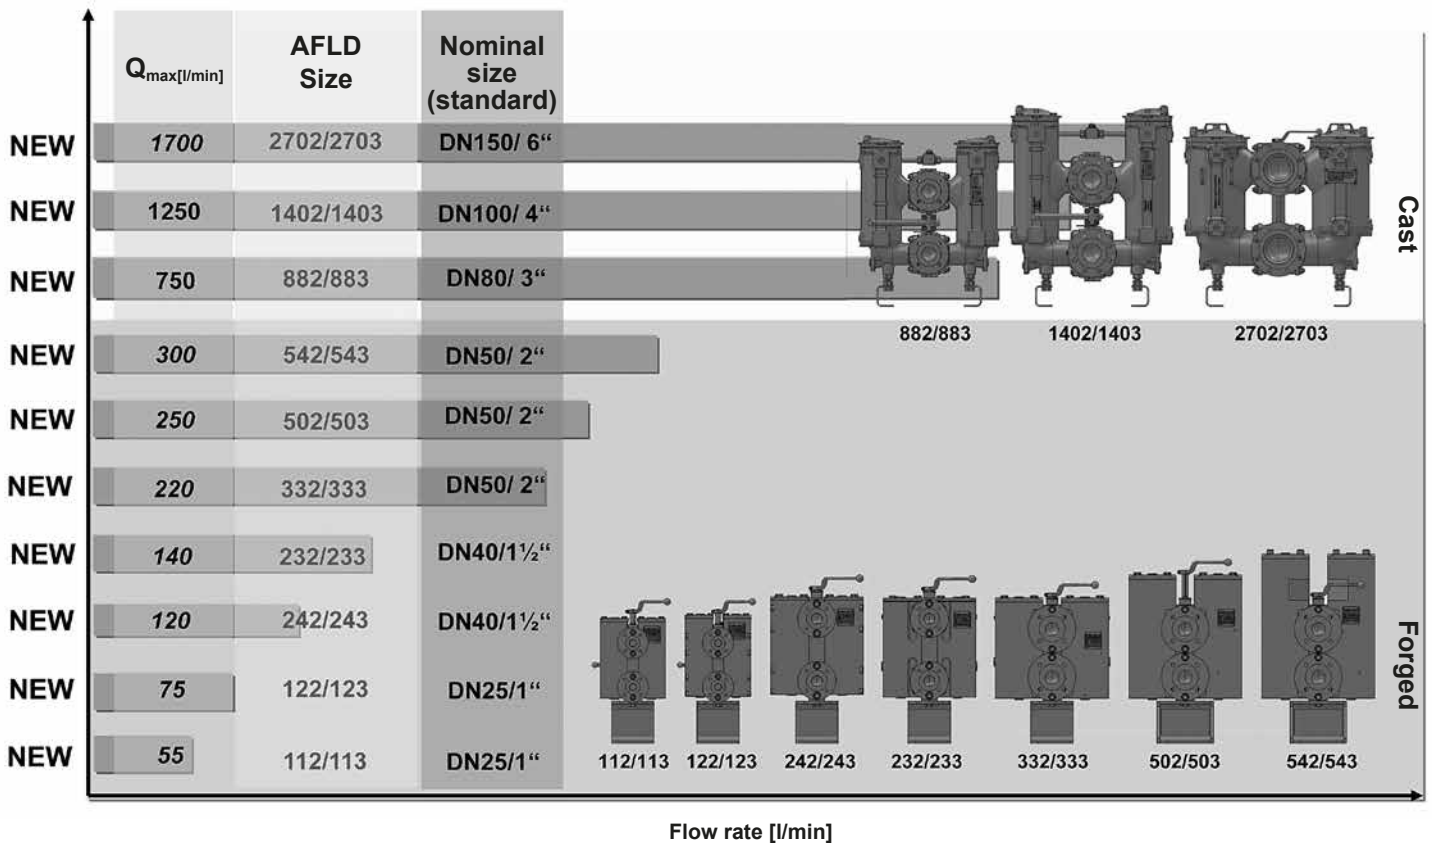 Qmax[l/min]
AFLD
Size
Nominal
size
(standard)
NEW 1700 2702/2703 DN150/ 6“
NEW 1250 1402/1403 DN100/ 4“
NEW 750 882/883 DN80/ 3“
882/883 1402/1403 2702/2703
Cast
NEW 300 542/543 DN50/ 2“
NEW 250 502/503 DN50/ 2“
NEW 220 332/333 DN50/ 2“
NEW 140 232/233 DN40/1½“
NEW 120 242/243 DN40/1½“
NEW 75 122/123 DN25/1“
NEW 55 112/113 DN25/1“
112/113 122/123 242/243 232/233 332/333 502/503 542/543
Forged
Flow rate [l/min]